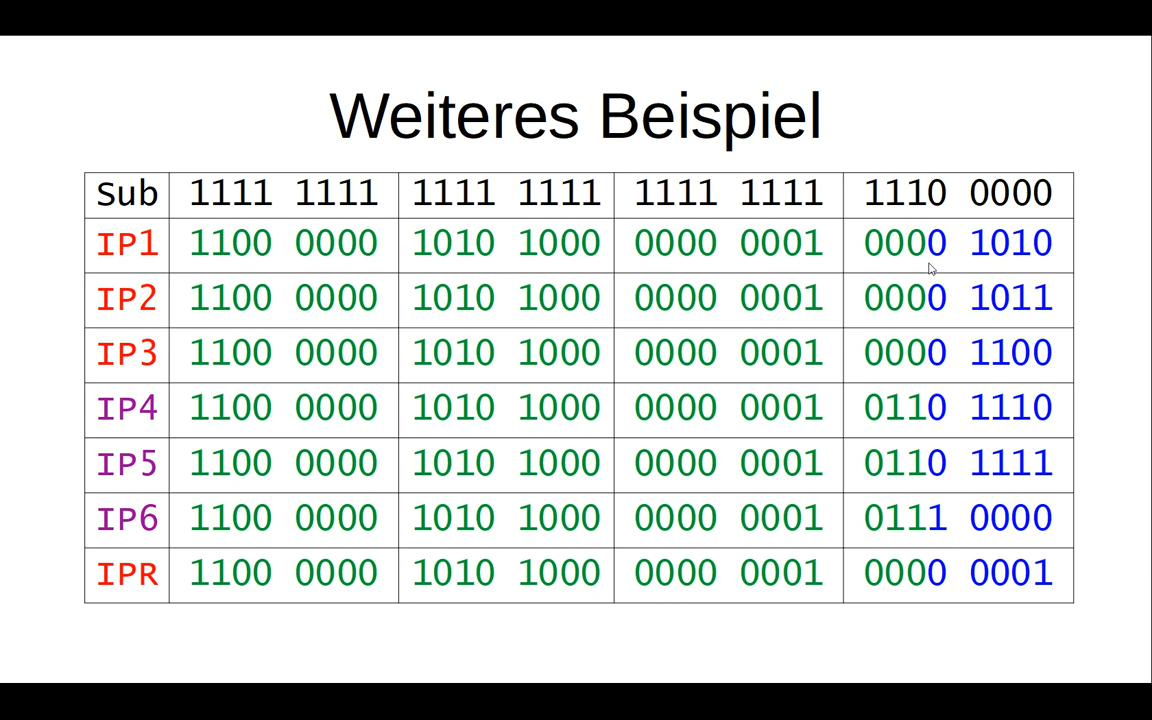 Weiteres Beispiel
Sub 1111 1111 1111 1111 1111 1111 1110 0000
IP1 1100 0000 1010 1000 0000 0001 0000 1010
IP2 1100 0000 1010 1000 0000 0001 0000 1011
IP3 1100 0000 1010 1000 0000 0001 0000 1100
IP4 1100 0000 1010 1000 0000 0001 0110 1110
IP5 1100 0000 1010 1000 0000 0001 0110 1111
IP6 1100 0000 1010 1000 0000 0001 0111 0000
IPR 1100 0000 1010 1000 0000 0001 0000 0001